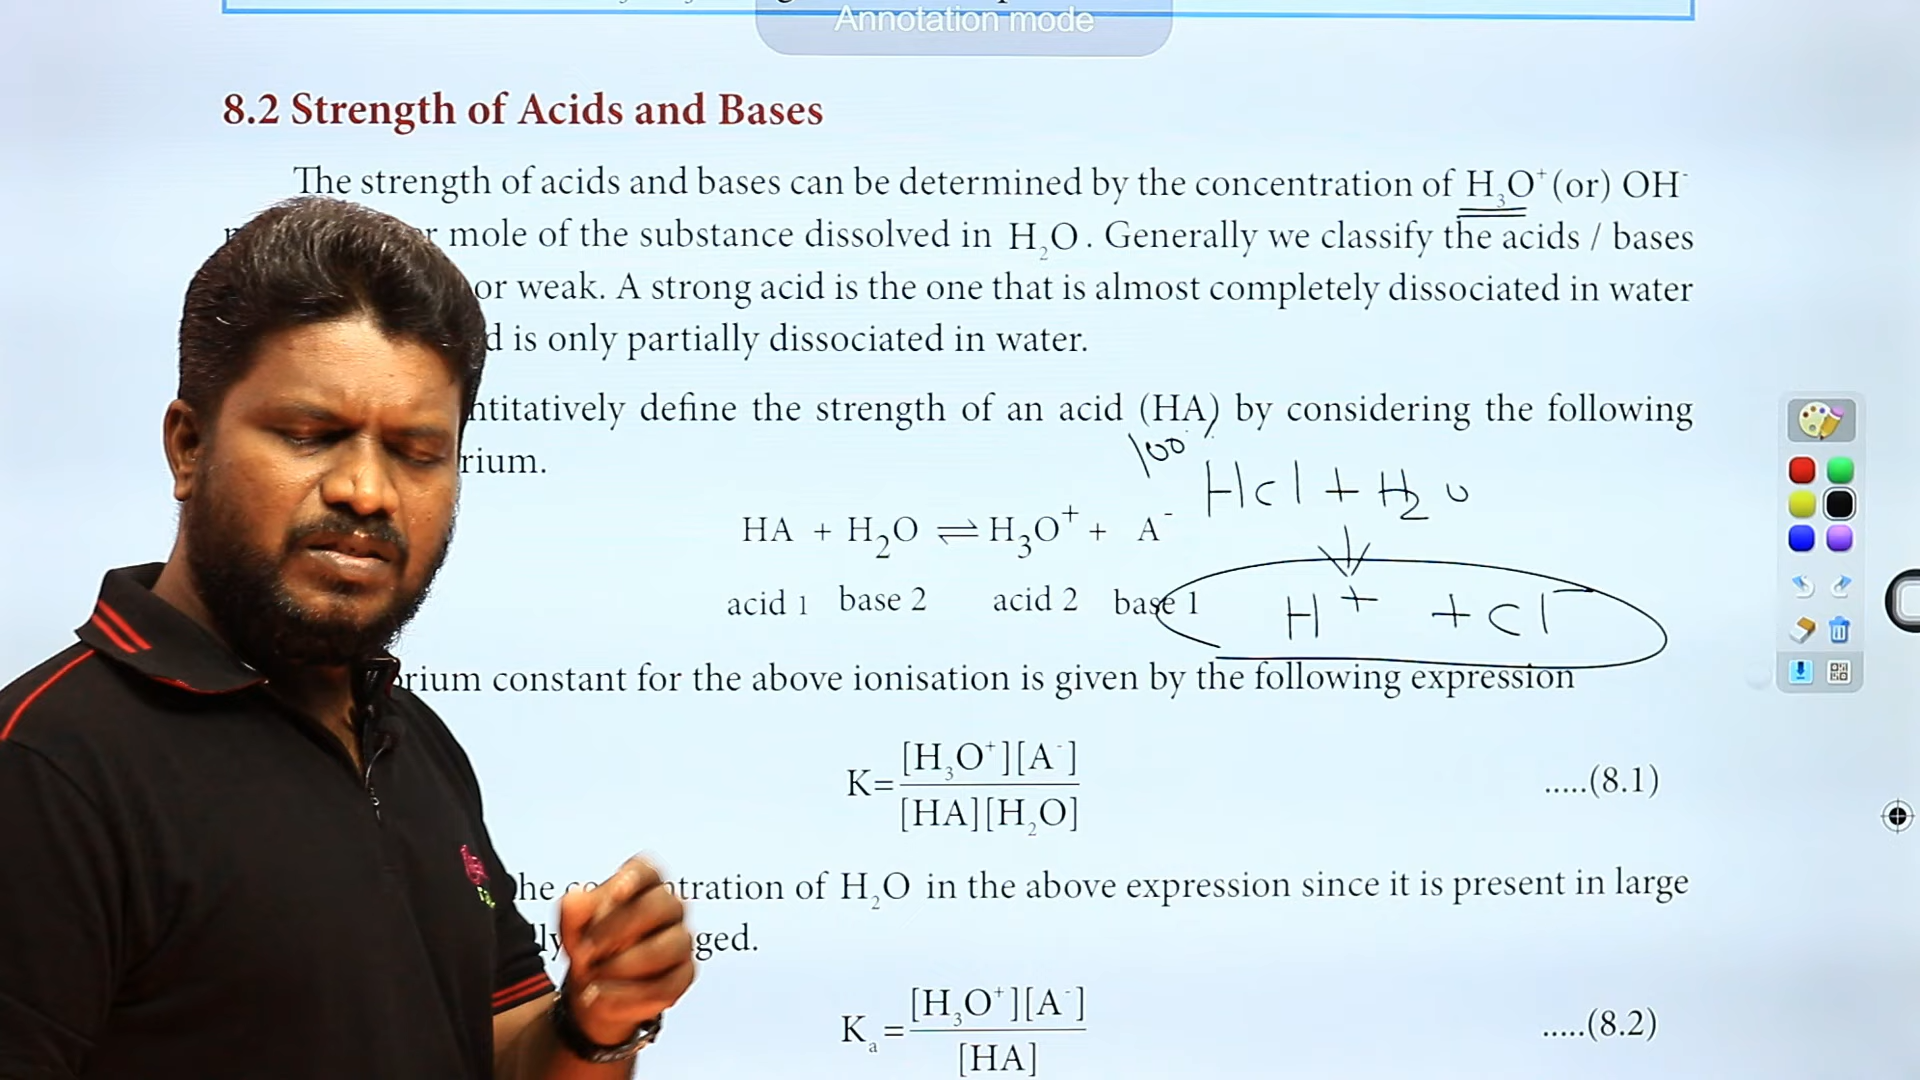 Annotation mode
8.2 Strength of Acids and Bases
The strength of acids and bases can be determined by the concentration of H₃O⁺(or) OH⁻
mole of the substance dissolved in H₂O. Generally we classify the acids / bases
or weak. A strong acid is the one that is almost completely dissociated in water
d is only partially dissociated in water.
ntitatively define the strength of an acid (HA) by considering the following
rium.
100
HCl + H₂O
HA + H₂O ⇌ H₃O⁺ + A⁻
acid 1 base 2 acid 2 base 1
H⁺ + Cl⁻
rium constant for the above ionisation is given by the following expression
K=[H₃O⁺][A⁻]/[HA][H₂O] .....(8.1)
he co ntration of H₂O in the above expression since it is present in large
ly ged.
Kₐ=[H₃O⁺][A⁻]/[HA] .....(8.2)